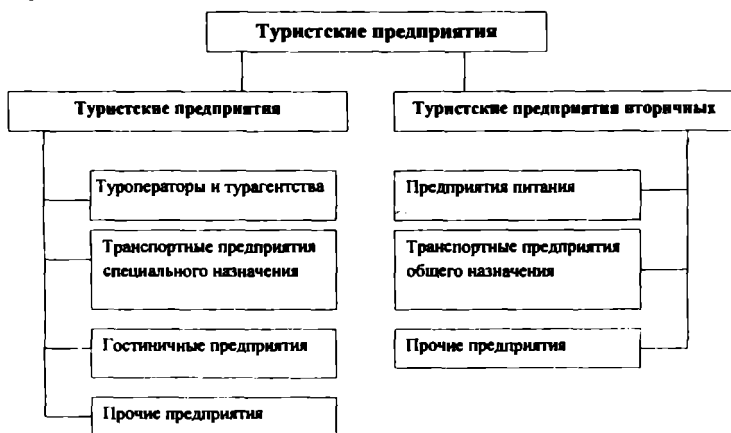 Туристские предприятия
Туристские предприятия
Туристские предприятия вторичных
Туроператоры и турагентства
Транспортные предприятия
специального назначения
Гостиничные предприятия
Прочие предприятия
Предприятия питания
Транспортные предприятия
общего назначения
Прочие предприятия